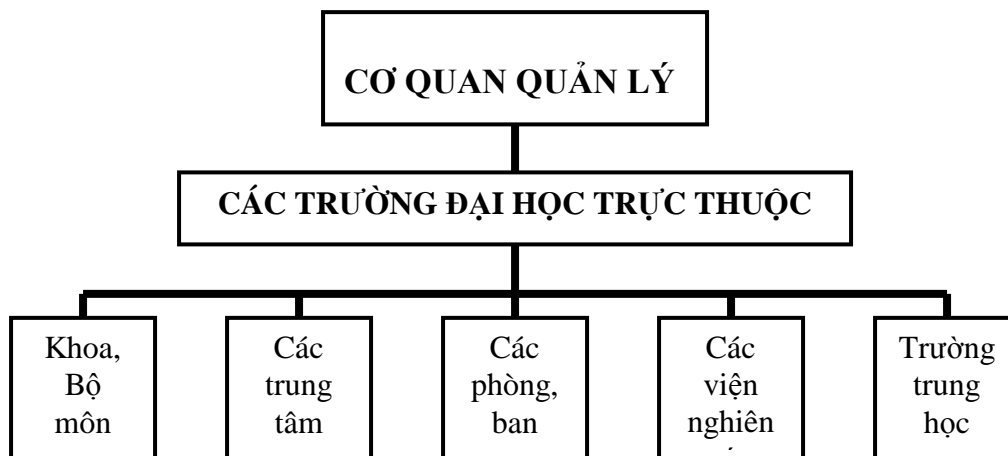 CƠ QUAN QUẢN LÝ
CÁC TRƯỜNG ĐẠI HỌC TRỰC THUỘC
Khoa,
Bộ
môn
Các
trung
tâm
Các
phòng,
ban
Các
viện
nghiên
Trường
trung
học